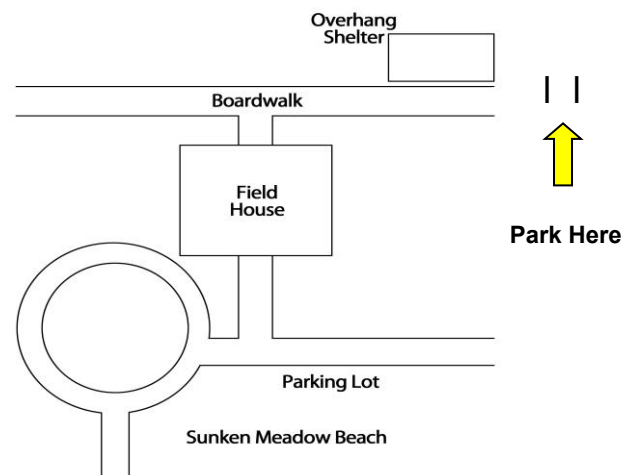 Overhang
Shelter
Boardwalk
Field
House
Park Here
Parking Lot
Sunken Meadow Beach